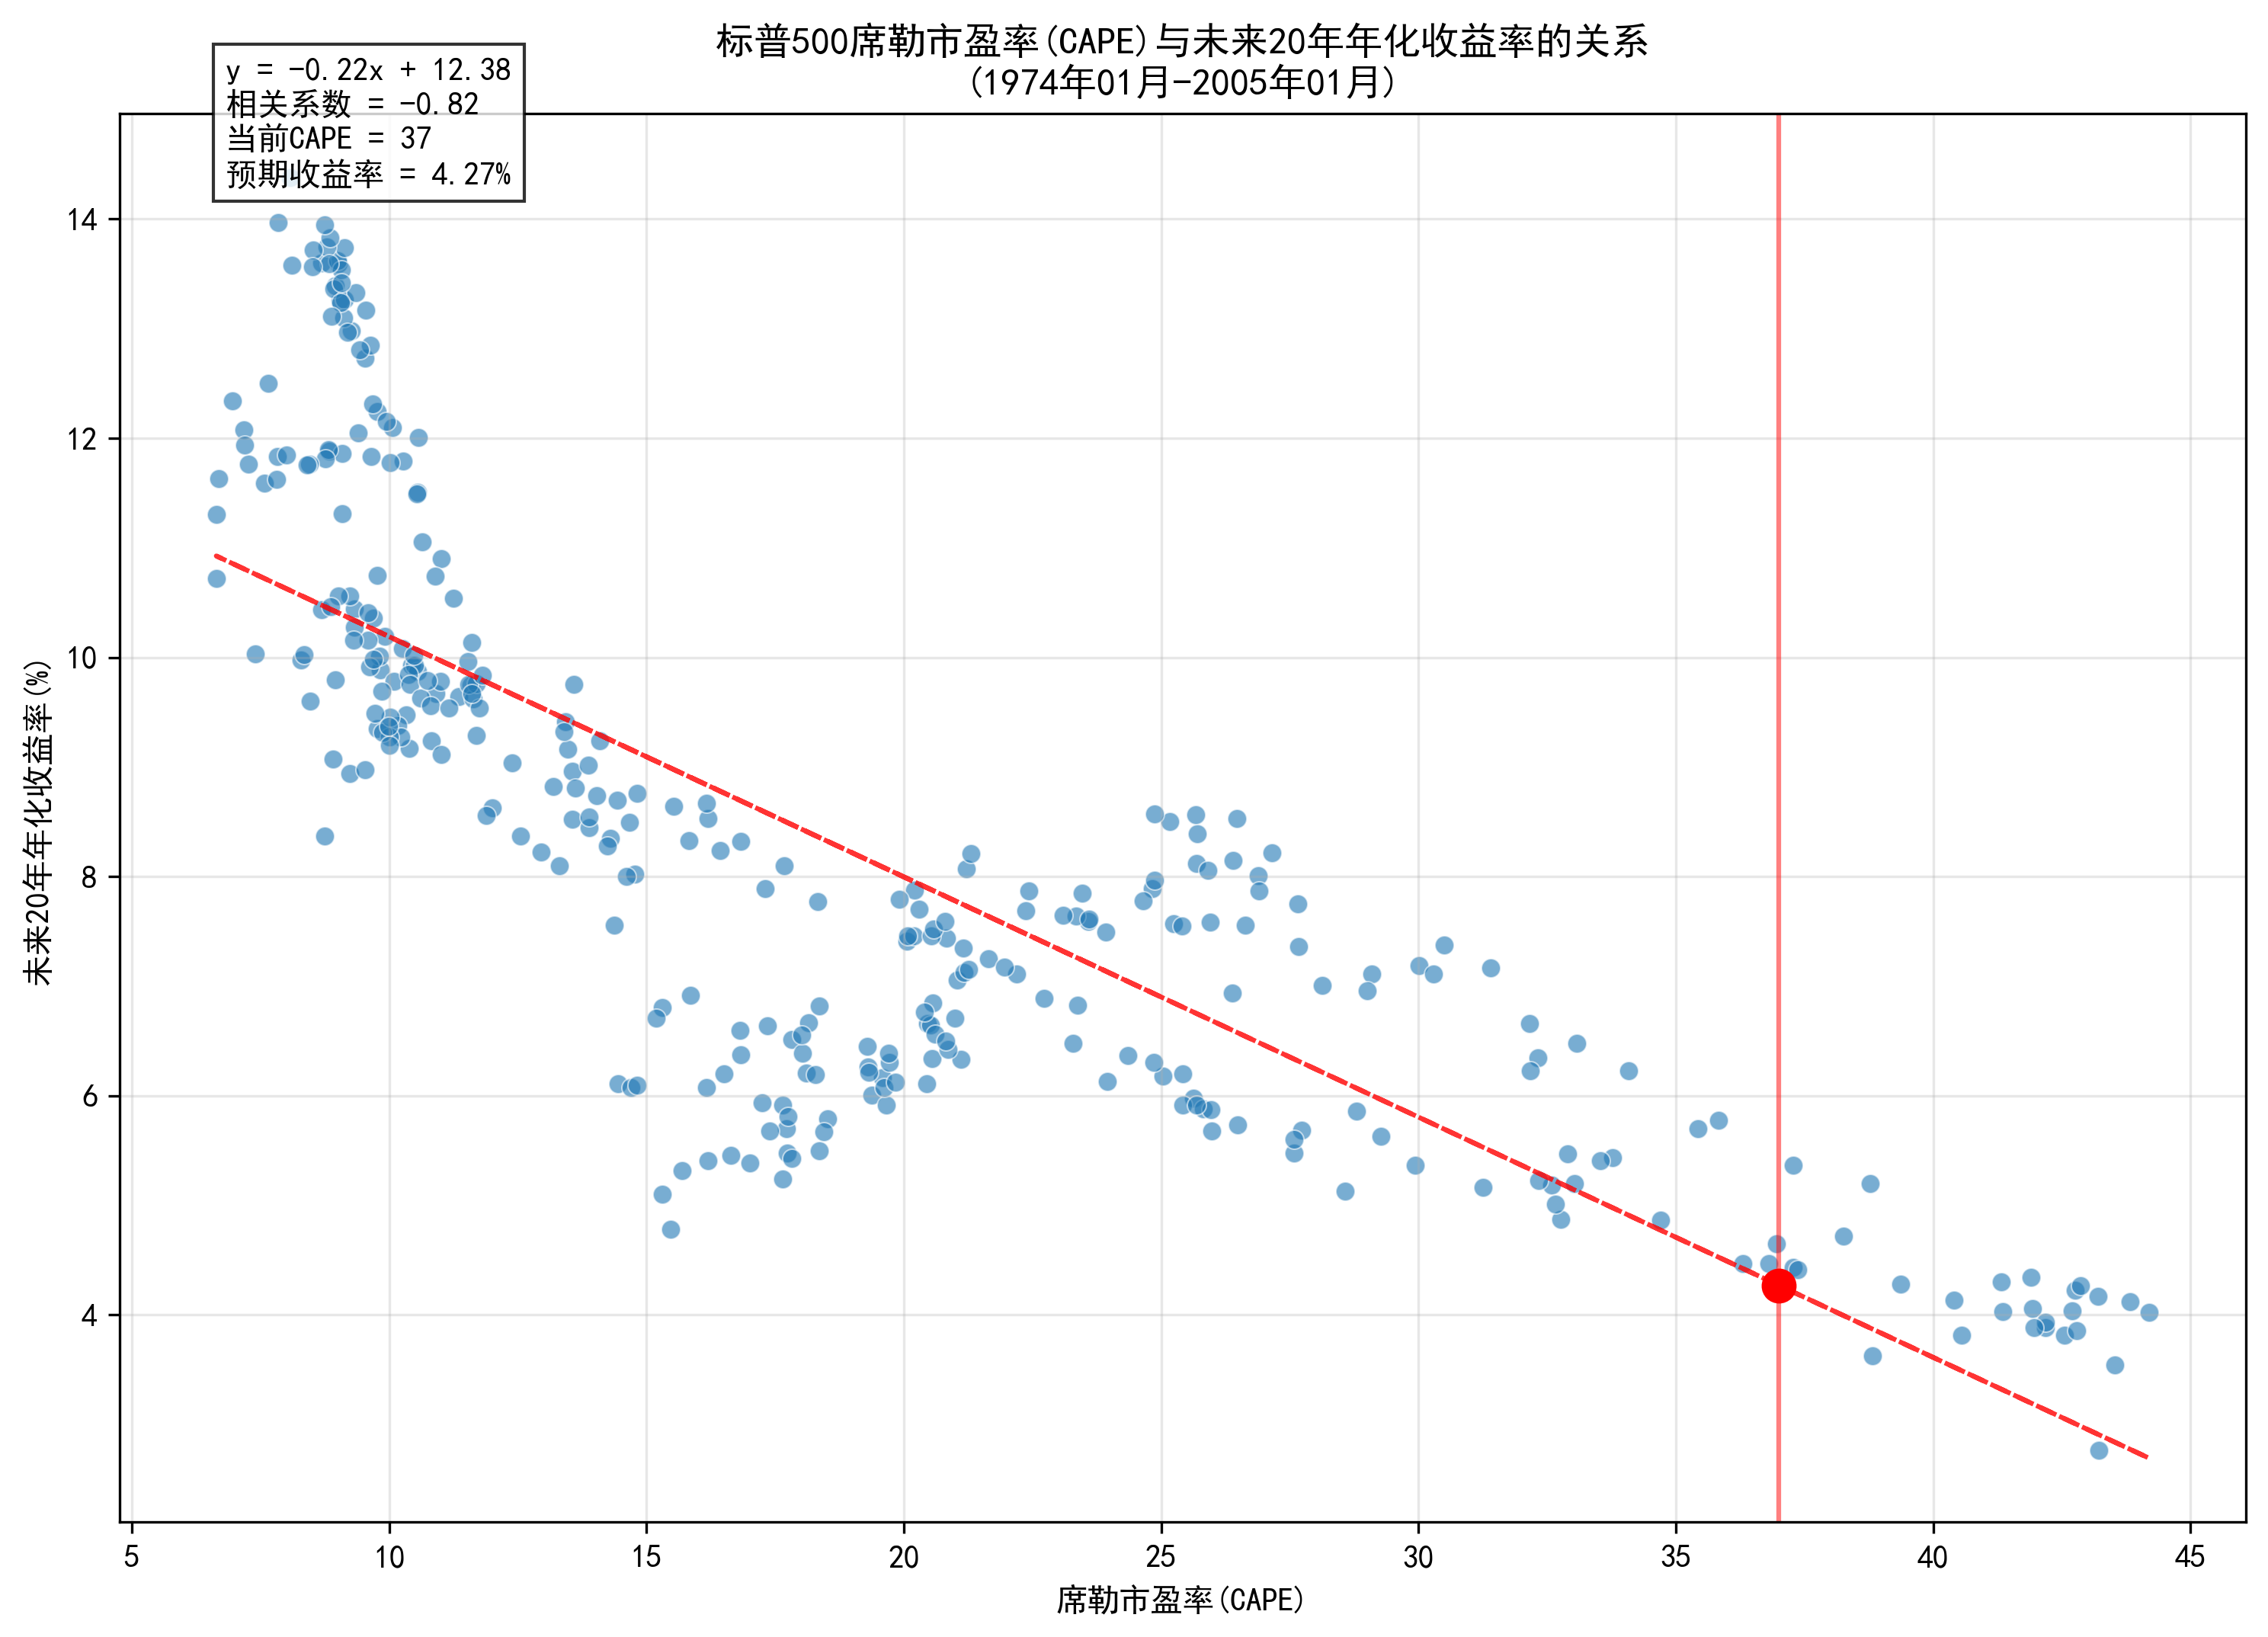 标普500席勒市盈率(CAPE)与未来20年年化收益率的关系
(1974年01月-2005年01月)
y = -0.22x + 12.38
相关系数 = -0.82
当前CAPE = 37
预期收益率 = 4.27%
未来20年年化收益率(%)
14
12
10
8
6
4
5 10 15 20 25 30 35 40 45
席勒市盈率(CAPE)